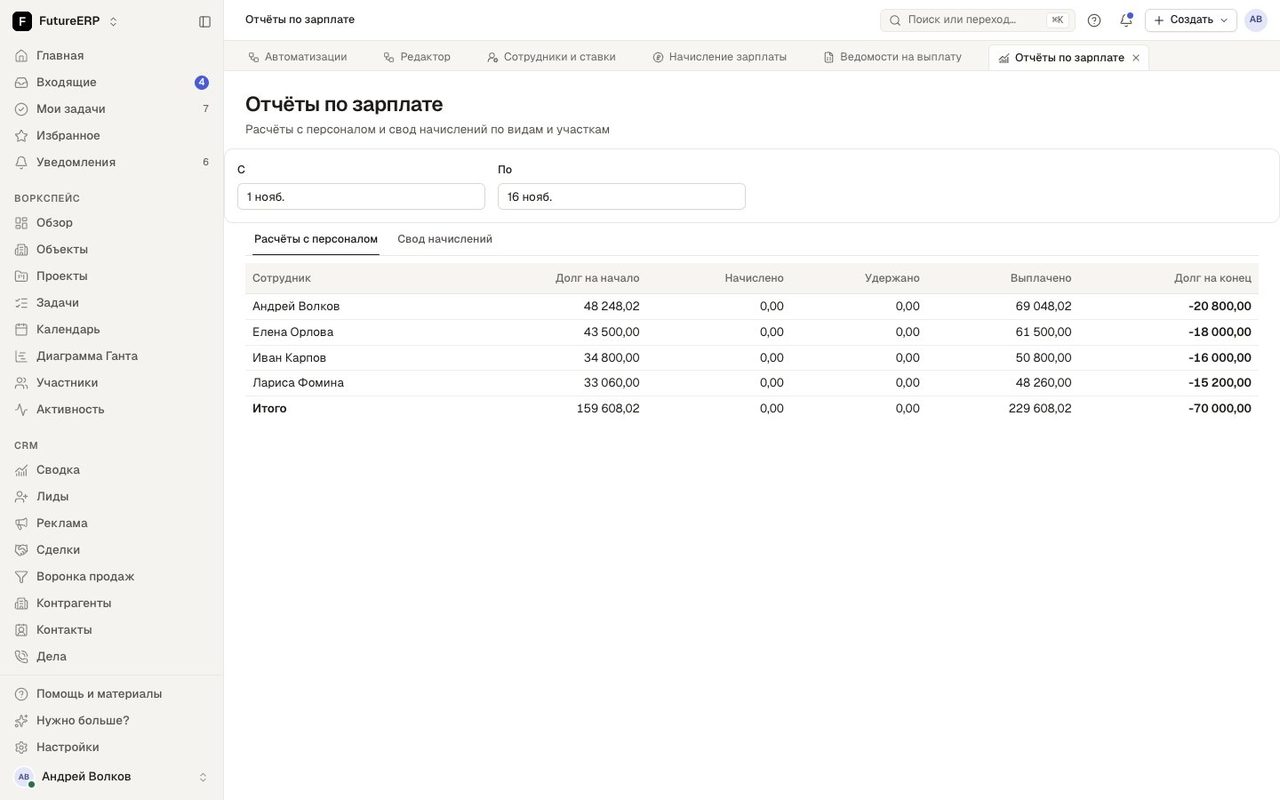 FutureERP
Отчёты по зарплате
Поиск или переход…
⌘K
Создать
АВ
Главная
Входящие 4
Мои задачи 7
Избранное
Уведомления 6
ВОРКСПЕЙС
Обзор
Объекты
Проекты
Задачи
Календарь
Диаграмма Ганта
Участники
Активность
CRM
Сводка
Лиды
Реклама
Сделки
Воронка продаж
Контрагенты
Контакты
Дела
Помощь и материалы
Нужно больше?
Настройки
АВ Андрей Волков
Автоматизации Редактор Сотрудники и ставки Начисление зарплаты Ведомости на выплату Отчёты по зарплате
Отчёты по зарплате
Расчёты с персоналом и свод начислений по видам и участкам
С По
1 нояб. 16 нояб.
Расчёты с персоналом Свод начислений
Сотрудник Долг на начало Начислено Удержано Выплачено Долг на конец
Андрей Волков 48 248,02 0,00 0,00 69 048,02 -20 800,00
Елена Орлова 43 500,00 0,00 0,00 61 500,00 -18 000,00
Иван Карпов 34 800,00 0,00 0,00 50 800,00 -16 000,00
Лариса Фомина 33 060,00 0,00 0,00 48 260,00 -15 200,00
Итого 159 608,02 0,00 0,00 229 608,02 -70 000,00